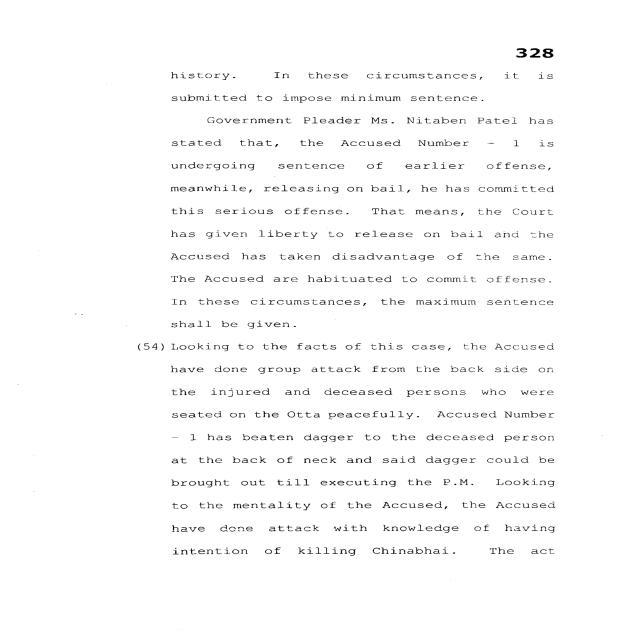 328
history. In these circumstances, it is
submitted to impose minimum sentence.
Government Pleader Ms. Nitaben Patel has
stated that, the Accused Number - 1 is
undergoing sentence of earlier offense,
meanwhile, releasing on bail, he has committed
this serious offense. That means, the Court
has given liberty to release on bail and the
Accused has taken disadvantage of the same.
The Accused are habituated to commit offense.
In these circumstances, the maximum sentence
shall be given.
(54) Looking to the facts of this case, the Accused
have done group attack from the back side on
the injured and deceased persons who were
seated on the Otta peacefully. Accused Number
- 1 has beaten dagger to the deceased person
at the back of neck and said dagger could be
brought out till executing the P.M. Looking
to the mentality of the Accused, the Accused
have done attack with knowledge of having
intention of killing Chinabhai. The act